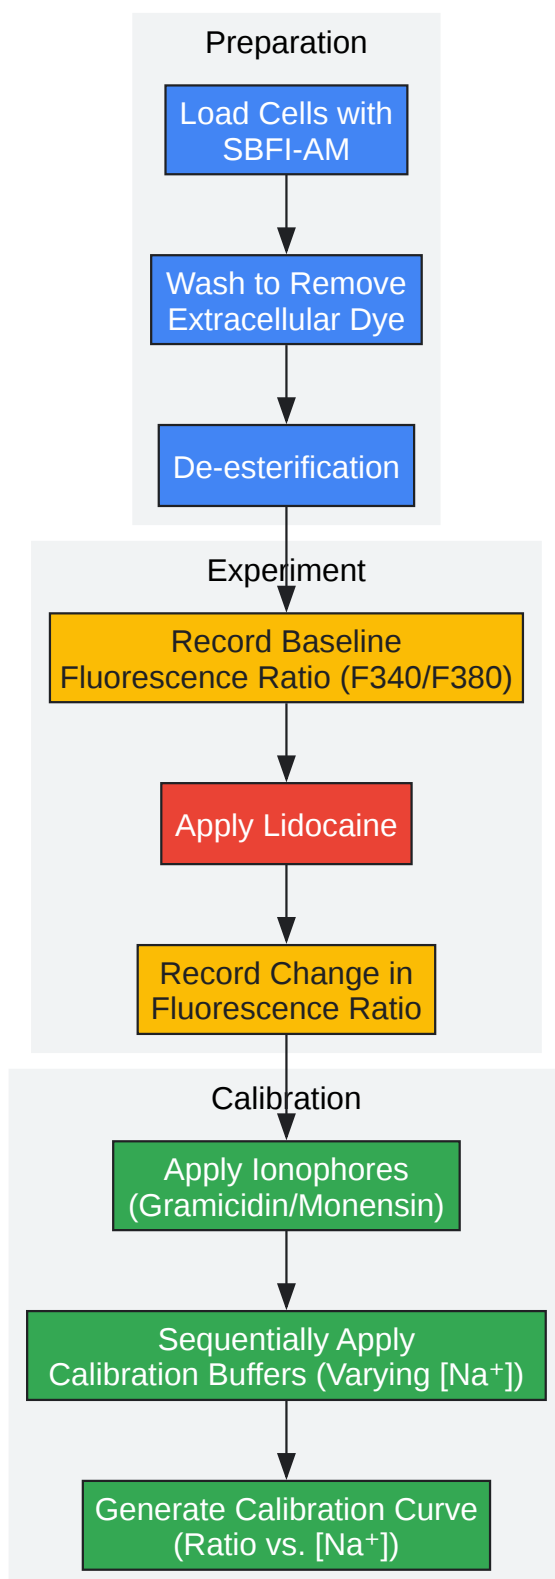 Preparation
Load Cells with
SBFI-AM
Wash to Remove
Extracellular Dye
De-esterification
Experiment
Record Baseline
Fluorescence Ratio (F340/F380)
Apply Lidocaine
Record Change in
Fluorescence Ratio
Calibration
Apply Ionophores
(Gramicidin/Monensin)
Sequentially Apply
Calibration Buffers (Varying [Na⁺])
Generate Calibration Curve
(Ratio vs. [Na⁺])